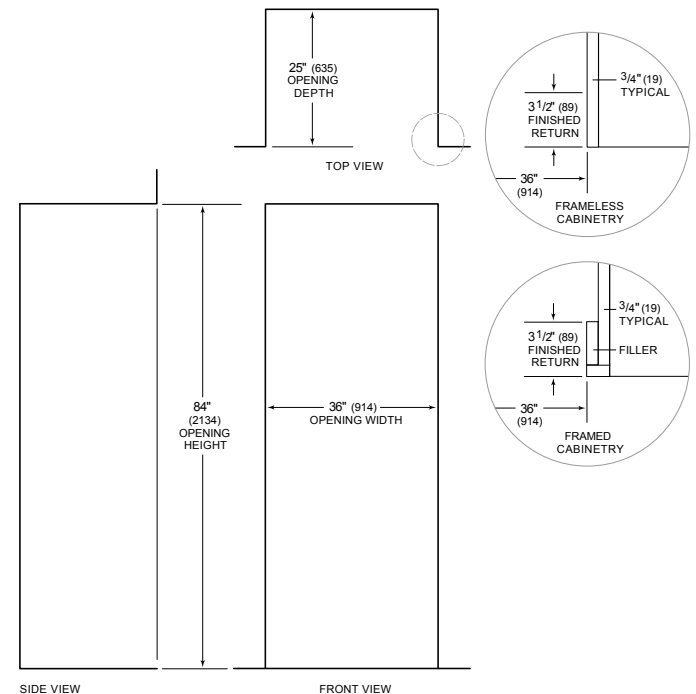 25" (635)
OPENING
DEPTH
TOP VIEW
3/4" (19)
TYPICAL
3 1/2" (89)
FINISHED
RETURN
36"
(914)
FRAMELESS
CABINETRY
3/4" (19)
TYPICAL
3 1/2" (89)
FINISHED
RETURN
FILLER
36"
(914)
FRAMED
CABINETRY
84"
(2134)
OPENING
HEIGHT
36" (914)
OPENING WIDTH
SIDE VIEW
FRONT VIEW